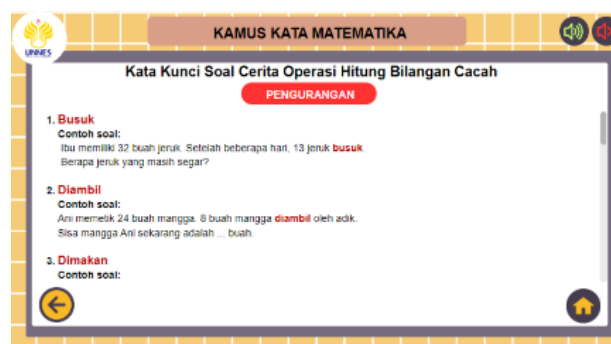 KAMUS KATA MATEMATIKA
UNNES
Kata Kunci Soal Cerita Operasi Hitung Bilangan Cacah
PENGURANGAN
1. Busuk
Contoh soal:
Ibu memiliki 32 buah jeruk. Setelah beberapa hari, 13 jeruk busuk.
Berapa jeruk yang masih segar?
2. Diambil
Contoh soal:
Ani memetik 24 buah mangga. 8 buah mangga diambil oleh adik.
Sisa mangga Ani sekarang adalah ... buah.
3. Dimakan
Contoh soal: